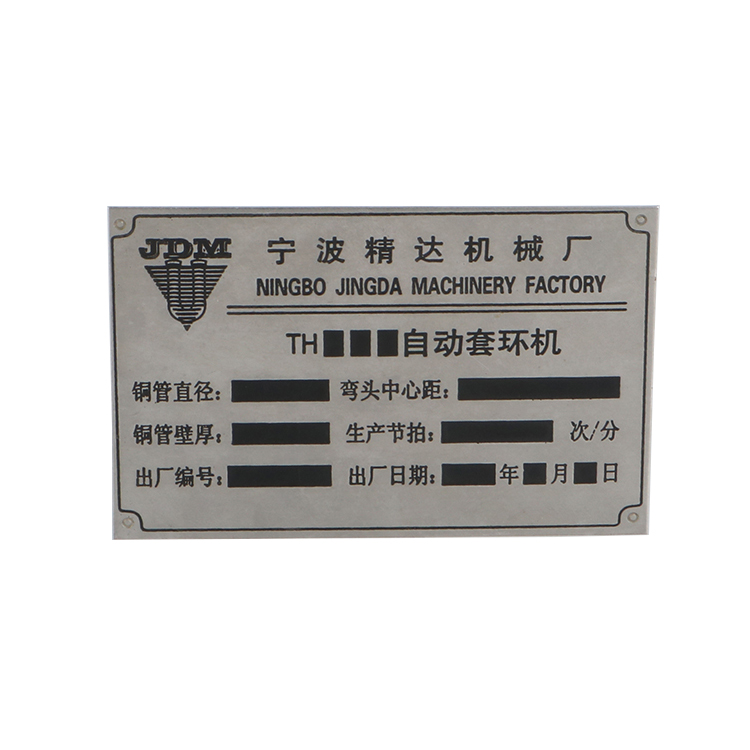 JDM
宁波精达机械厂
NINGBO JINGDA MACHINERY FACTORY
TH 自动套环机
铜管直径: 弯头中心距:
铜管壁厚: 生产节拍: 次/分
出厂编号: 出厂日期: 年 月 日